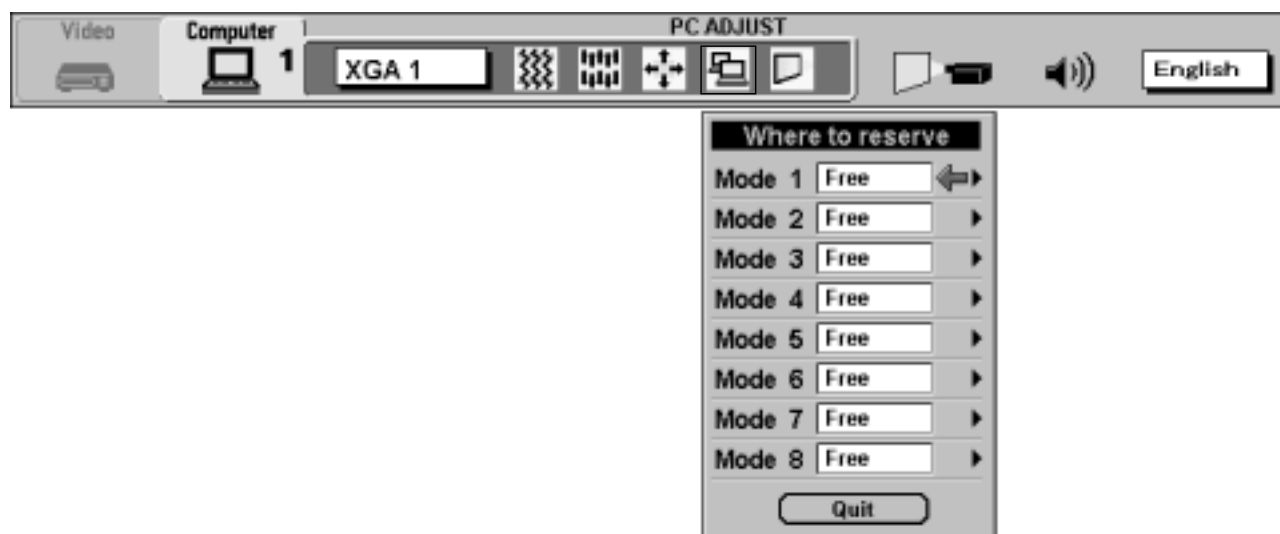 Video
Computer
1
PC ADJUST
XGA 1
English
Where to reserve
Mode 1 Free
Mode 2 Free
Mode 3 Free
Mode 4 Free
Mode 5 Free
Mode 6 Free
Mode 7 Free
Mode 8 Free
Quit